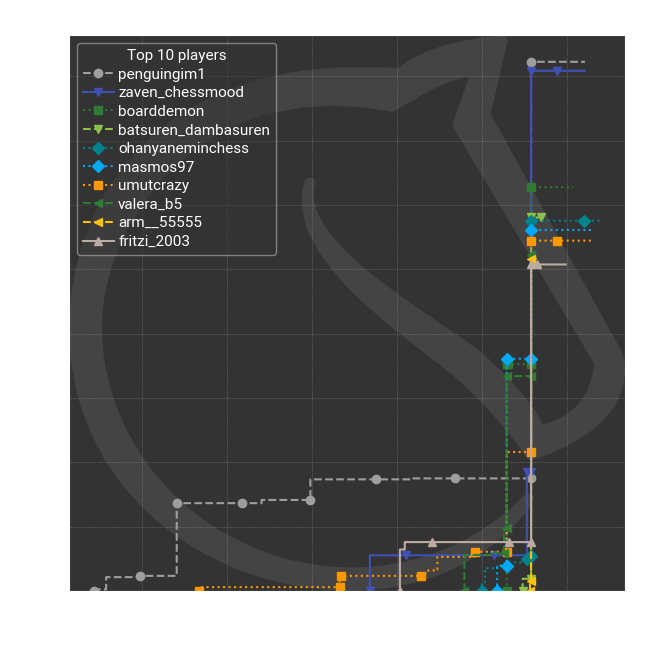 Top 10 players
penguingim1
zaven_chessmood
boarddemon
batsuren_dambasuren
ohanyaneminchess
masmos97
umutcrazy
valera_b5
arm__55555
fritzi_2003